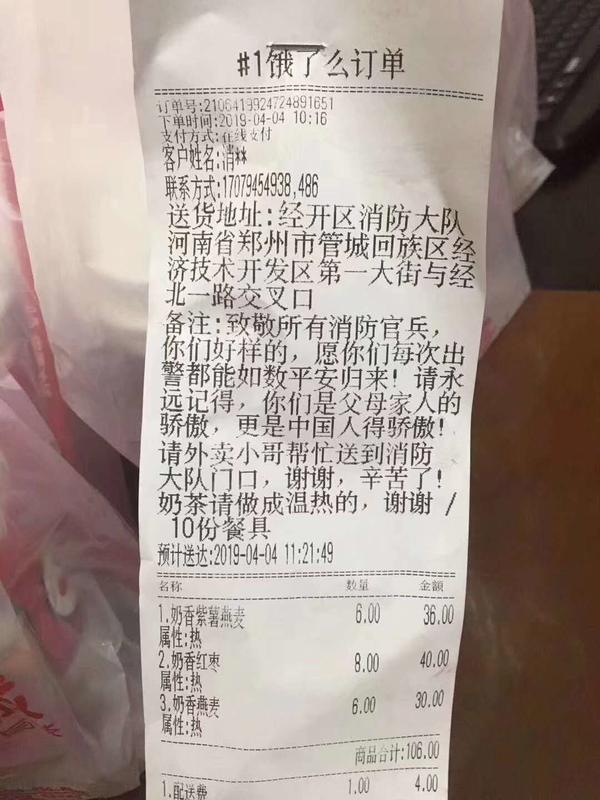 #1饿了么订单
订单号:2106419924724891651
下单时间:2019-04-04 10:16
支付方式:在线支付
客户姓名:消**
联系方式:17079454938,486
送货地址:经开区消防大队
河南省郑州市管城回族区经
济技术开发区第一大街与经
北一路交叉口
备注:致敬所有消防官兵,
你们好样的,愿你们每次出
警都能如数平安归来!请永
远记得,你们是父母家人的
骄傲,更是中国人得骄傲!
请外卖小哥帮忙送到消防
大队门口,谢谢,辛苦了!
奶茶请做成温热的,谢谢 /
10份餐具
预计送达:2019-04-04 11:21:49
名称 数量 金额
1.奶香紫薯燕麦 6.00 36.00
属性:热
2.奶香红枣 8.00 40.00
属性:热
3.奶香燕麦 6.00 30.00
属性:热
商品合计:106.00
1.配送费 1.00 4.00